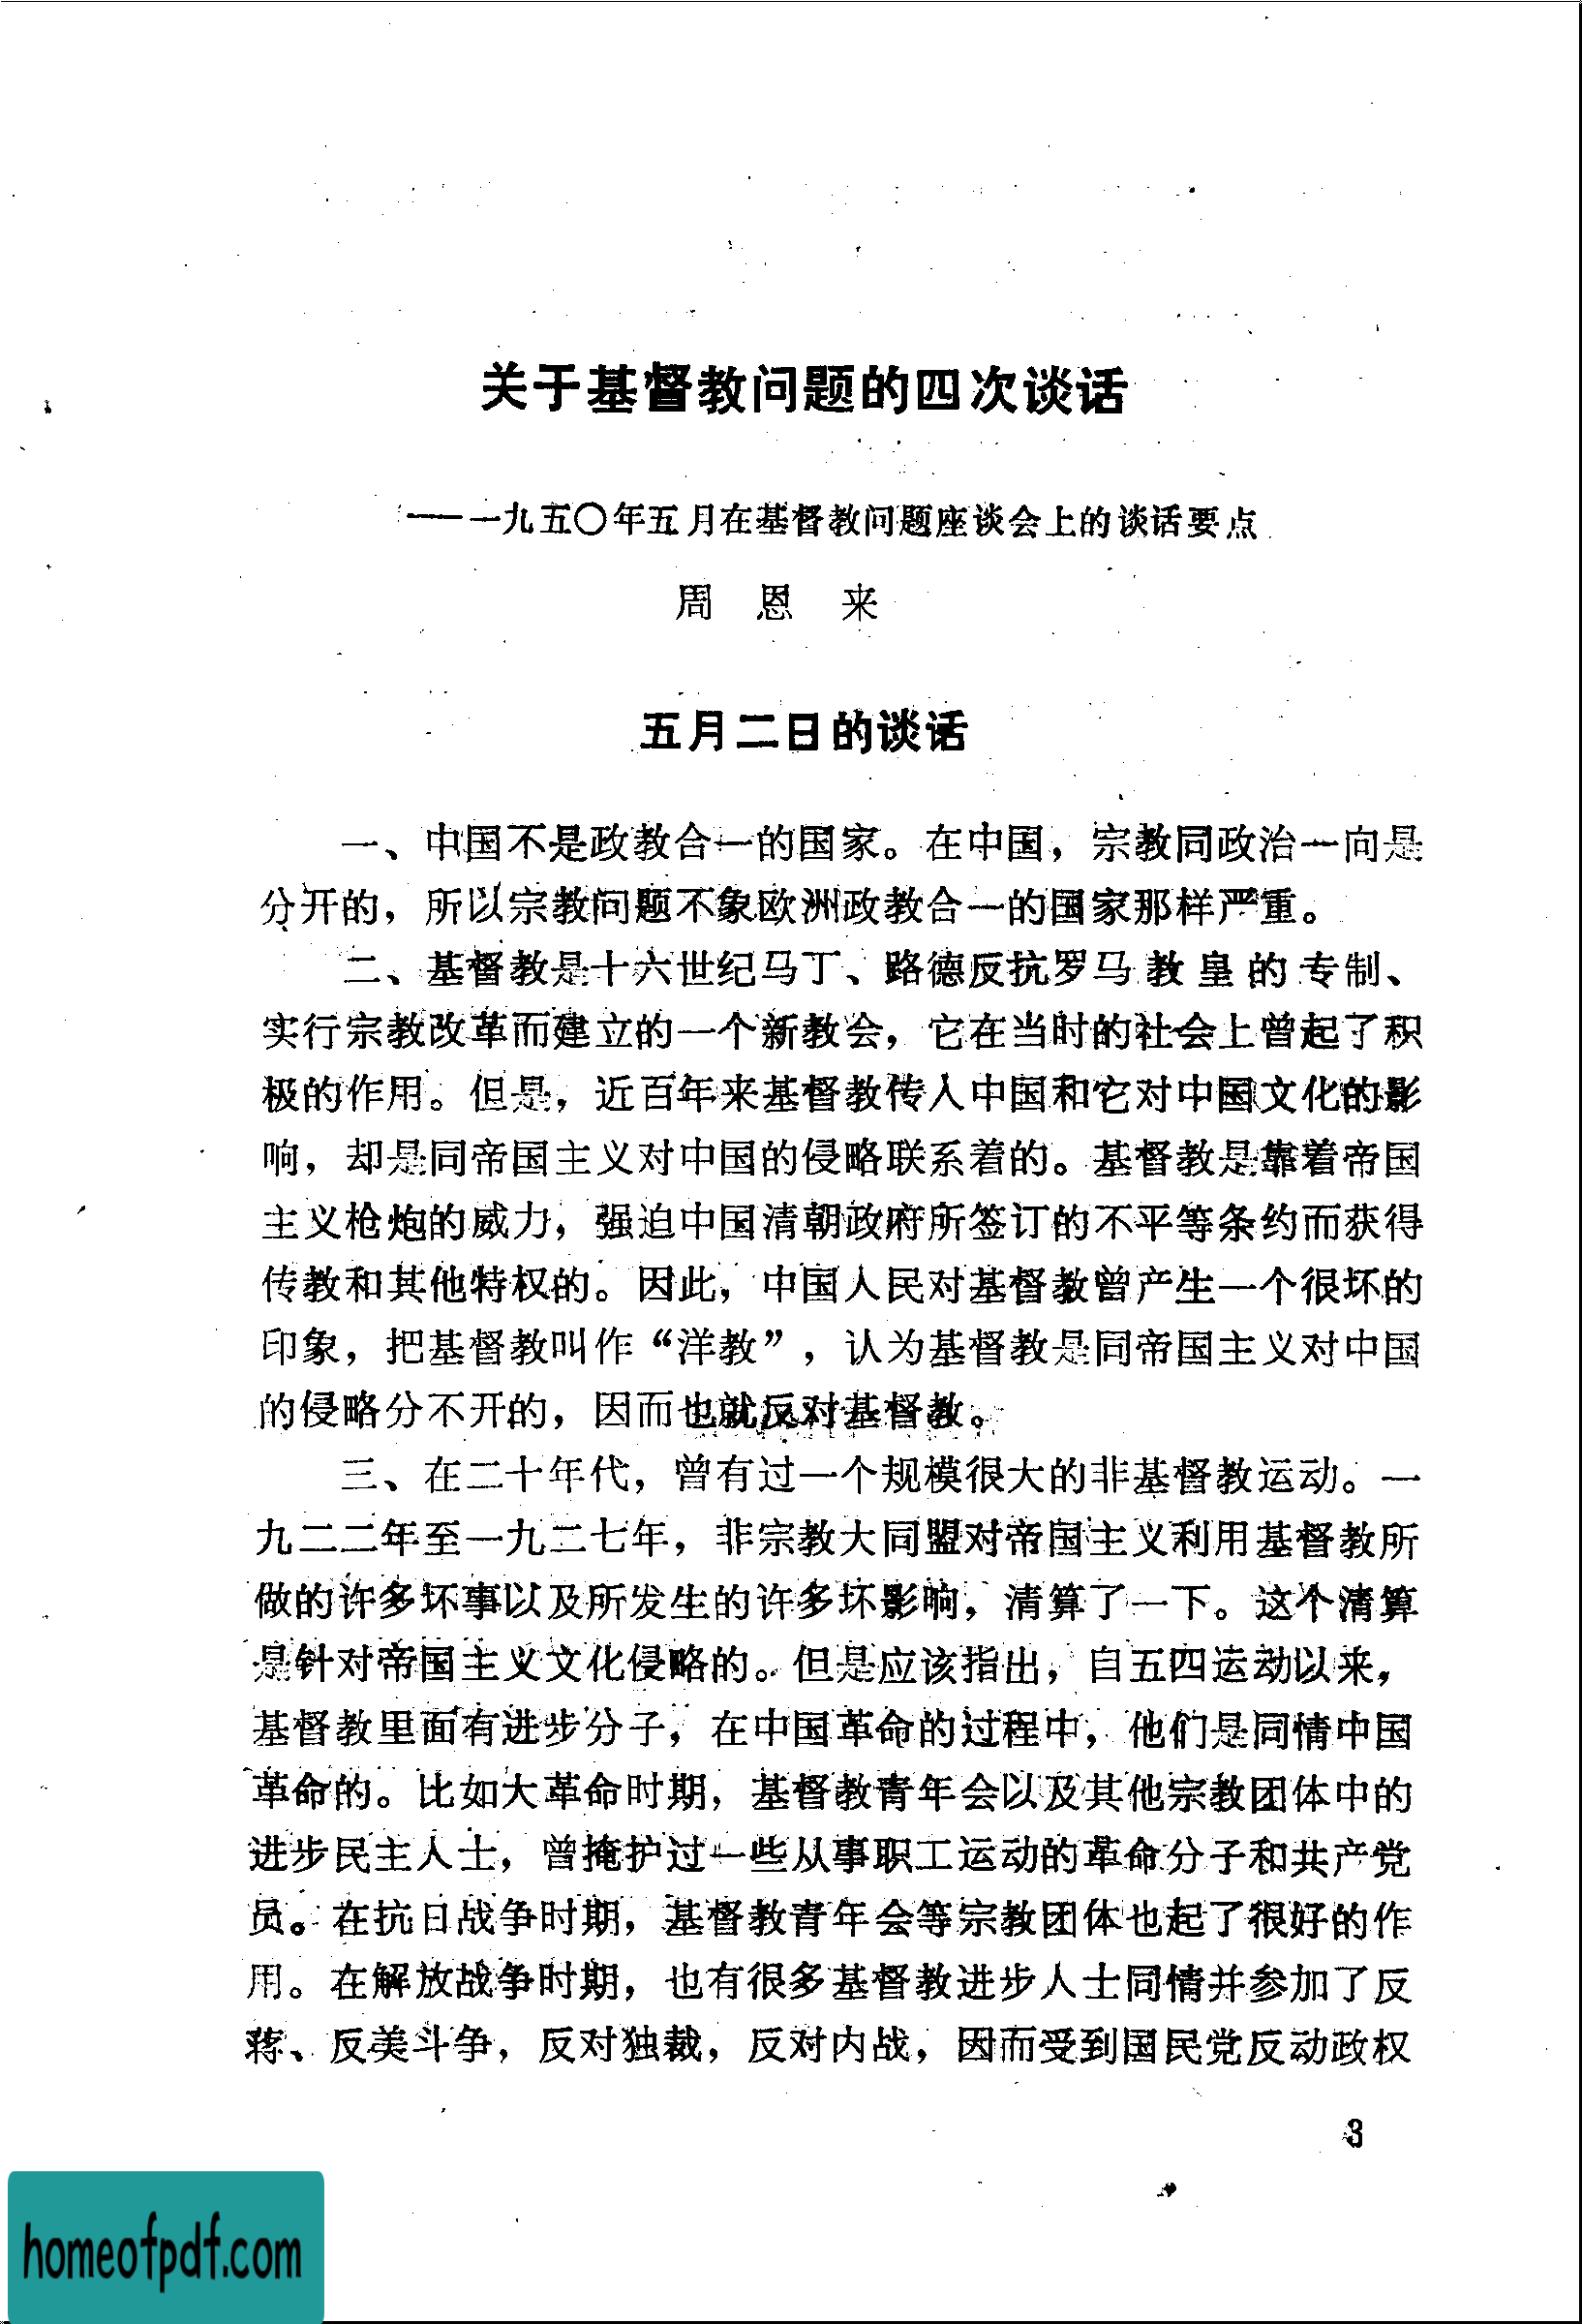 关于基督教问题的四次谈话
——一九五〇年五月在基督教问题座谈会上的谈话要点
周 恩 来
五月二日的谈话
一、中国不是政教合一的国家。在中国，宗教同政治一向是
分开的，所以宗教问题不象欧洲政教合一的国家那样严重。
二、基督教是十六世纪马丁、路德反抗罗马教皇的专制、
实行宗教改革而建立的一个新教会，它在当时的社会上曾起了积
极的作用。但是，近百年来基督教传入中国和它对中国文化的影
响，却是同帝国主义对中国的侵略联系着的。基督教是靠着帝国
主义枪炮的威力，强迫中国清朝政府所签订的不平等条约而获得
传教和其他特权的。因此，中国人民对基督教曾产生一个很坏的
印象，把基督教叫作“洋教”，认为基督教是同帝国主义对中国
的侵略分不开的，因而也就反对基督教。
三、在二十年代，曾有过一个规模很大的非基督教运动。一
九二二年至一九二七年，非宗教大同盟对帝国主义利用基督教所
做的许多坏事以及所发生的许多坏影响，清算了一下。这个清算
是针对帝国主义文化侵略的。但是应该指出，自五四运动以来，
基督教里面有进步分子，在中国革命的过程中，他们是同情中国
革命的。比如大革命时期，基督教青年会以及其他宗教团体中的
进步民主人士，曾掩护过一些从事职工运动的革命分子和共产党
员。在抗日战争时期，基督教青年会等宗教团体也起了很好的作
用。在解放战争时期，也有很多基督教进步人士同情并参加了反
蒋、反美斗争，反对独裁，反对内战，因而受到国民党反动政权
3
homeofpdf.com